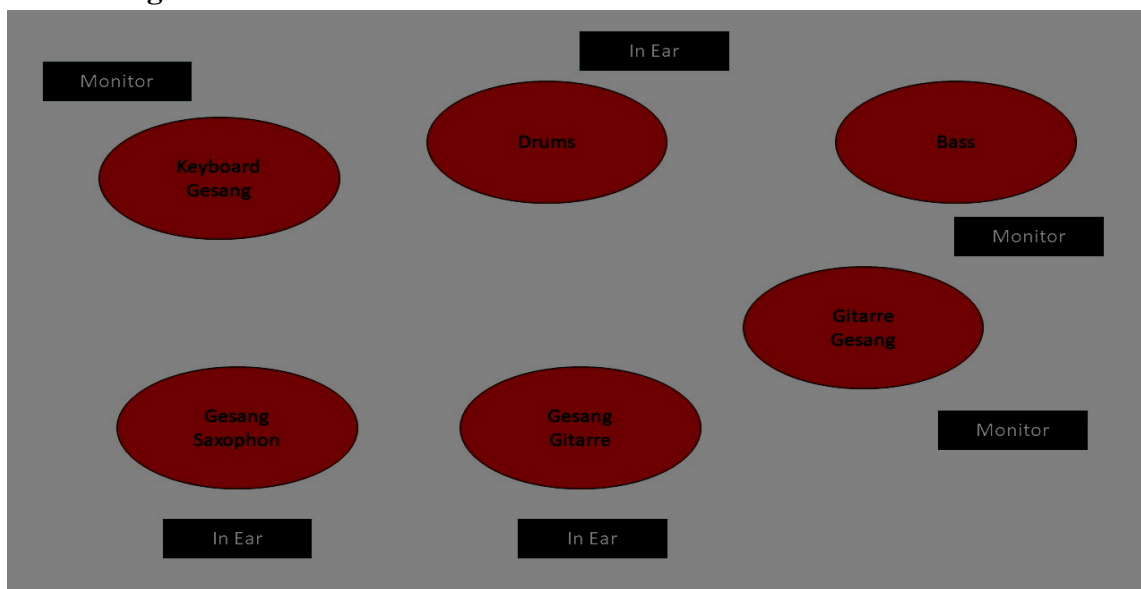 In Ear
Monitor
Drums
Bass
Keyboard
Gesang
Monitor
Gitarre
Gesang
Gesang
Saxophon
Gesang
Gitarre
Monitor
In Ear
In Ear